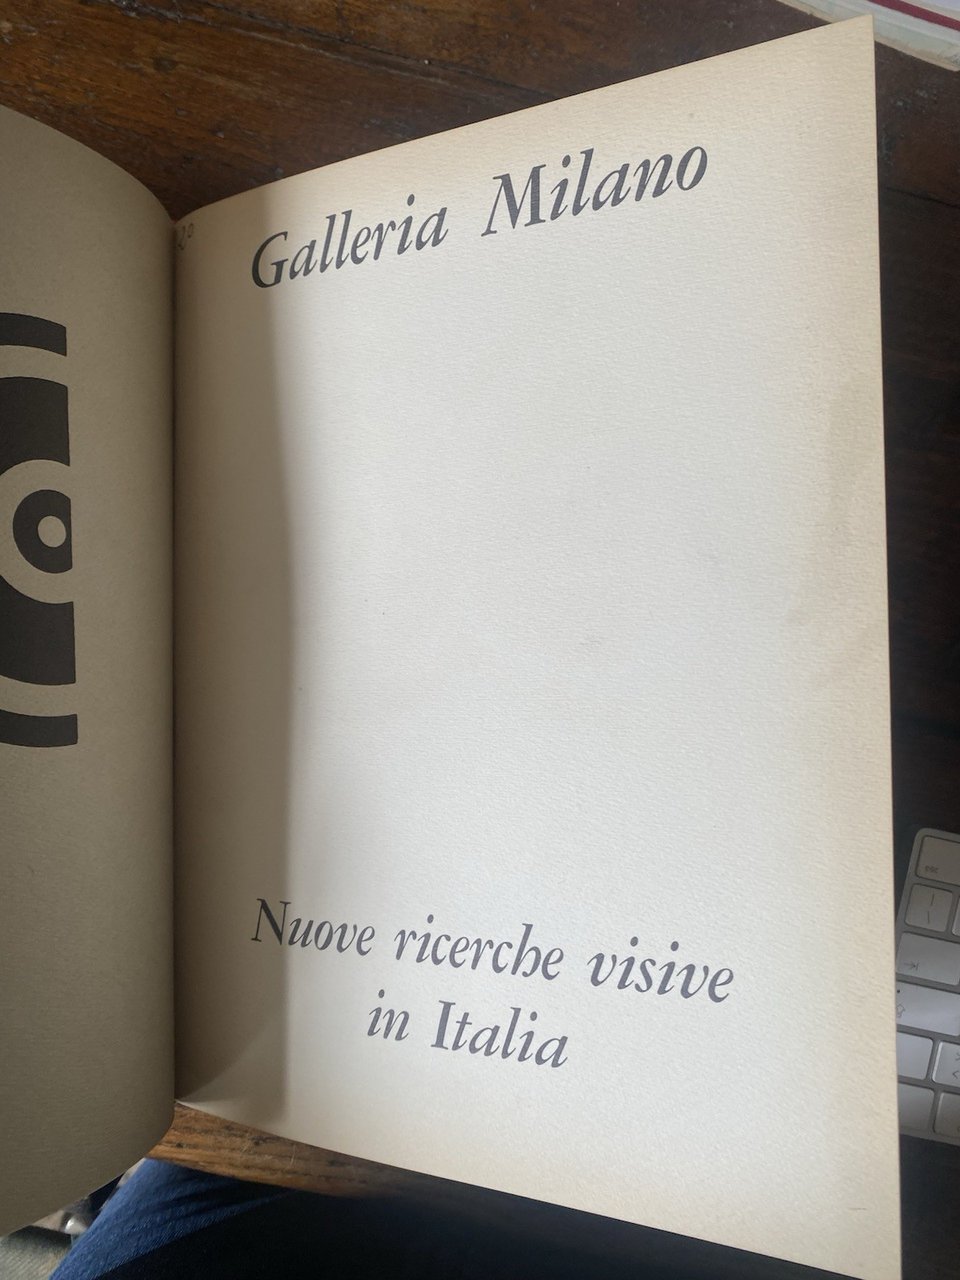 Galleria Milano
Nuove ricerche visive
in Italia